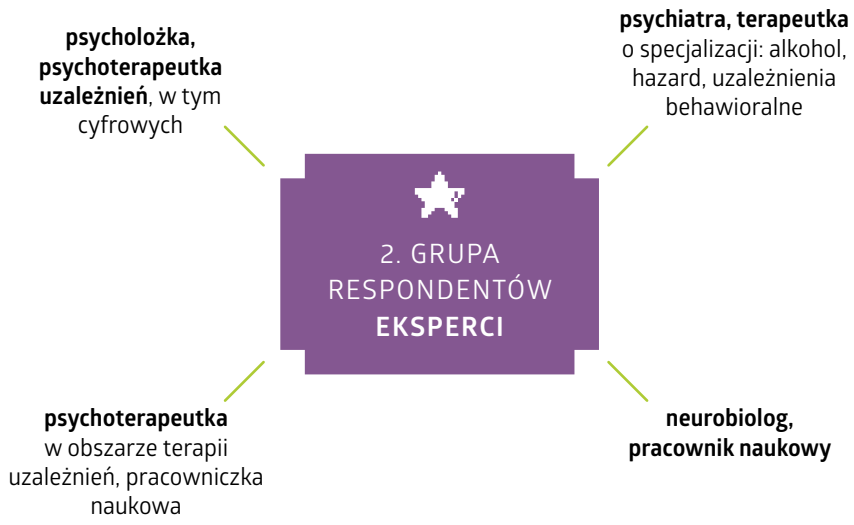 psycholożka,
psychoterapeutka
uzależnień, w tym
cyfrowych
psychiatra, terapeutka
o specjalizacji: alkohol,
hazard, uzależnienia
behawioralne
2. GRUPA
RESPONDENTÓW
EKSPERCI
psychoterapeutka
w obszarze terapii
uzależnień, pracowniczka
naukowa
neurobiolog,
pracownik naukowy